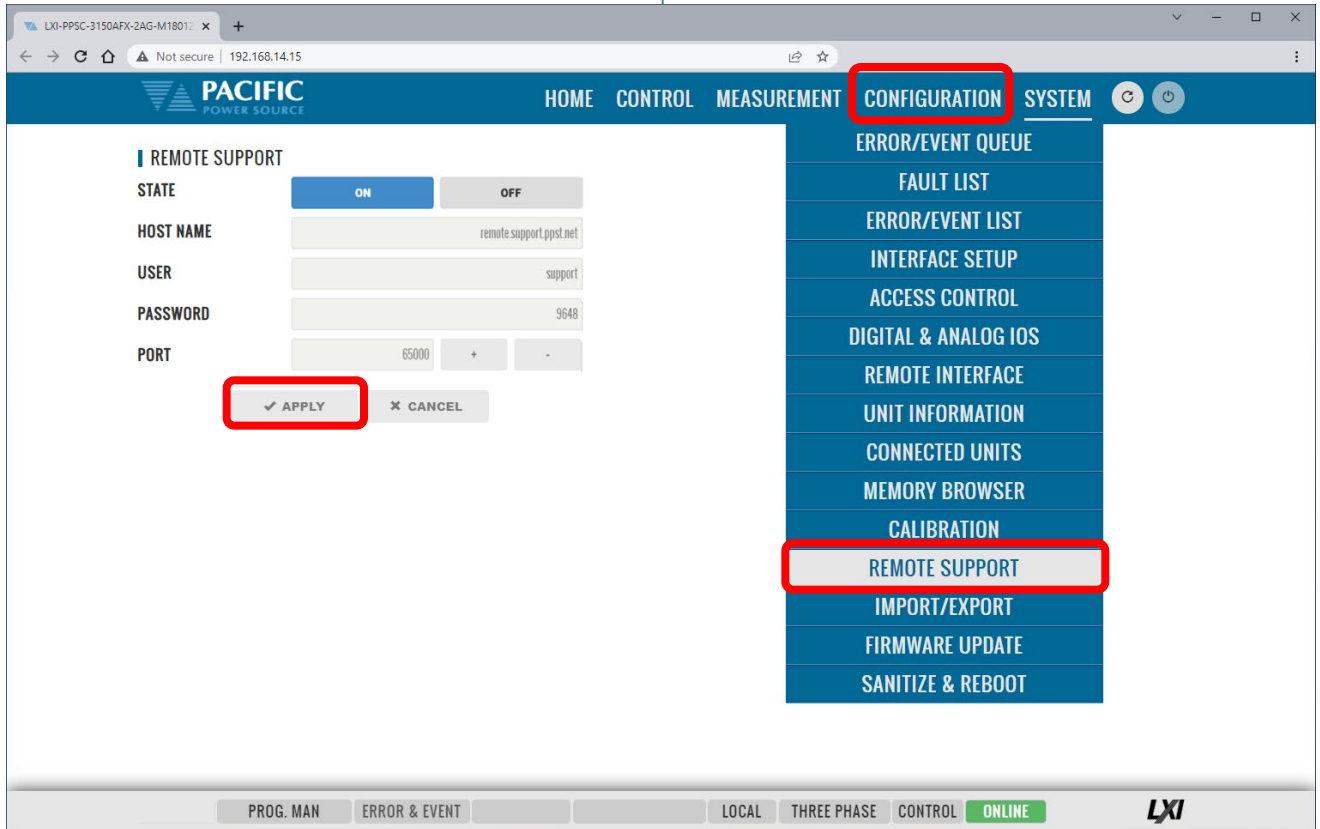 LXI-PPSC-3150AFX-2AG-M18012
Not secure | 192.168.14.15
PACIFIC
POWER SOURCE
HOME CONTROL MEASUREMENT CONFIGURATION SYSTEM
REMOTE SUPPORT
STATE ON OFF
HOST NAME remote.support.ppst.net
USER support
PASSWORD 9648
PORT 65000 + -
✔ APPLY ✖ CANCEL
ERROR/EVENT QUEUE
FAULT LIST
ERROR/EVENT LIST
INTERFACE SETUP
ACCESS CONTROL
DIGITAL & ANALOG IOS
REMOTE INTERFACE
UNIT INFORMATION
CONNECTED UNITS
MEMORY BROWSER
CALIBRATION
REMOTE SUPPORT
IMPORT/EXPORT
FIRMWARE UPDATE
SANITIZE & REBOOT
PROG. MAN ERROR & EVENT LOCAL THREE PHASE CONTROL ONLINE LXI